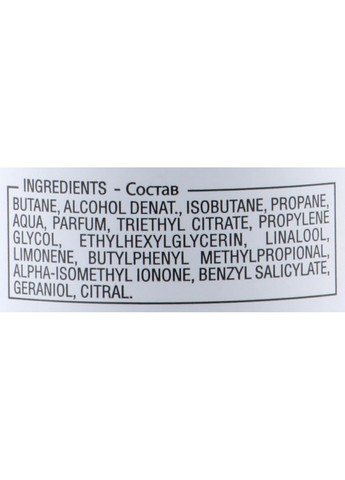 INGREDIENTS - Состав
BUTANE, ALCOHOL DENAT., ISOBUTANE, PROPANE,
AQUA, PARFUM, TRIETHYL CITRATE, PROPYLENE
GLYCOL, ETHYLHEXYLGLYCERIN, LINALOOL,
LIMONENE, BUTYLPHENYL METHYLPROPIONAL,
ALPHA-ISOMETHYL IONONE, BENZYL SALICYLATE,
GERANIOL, CITRAL.